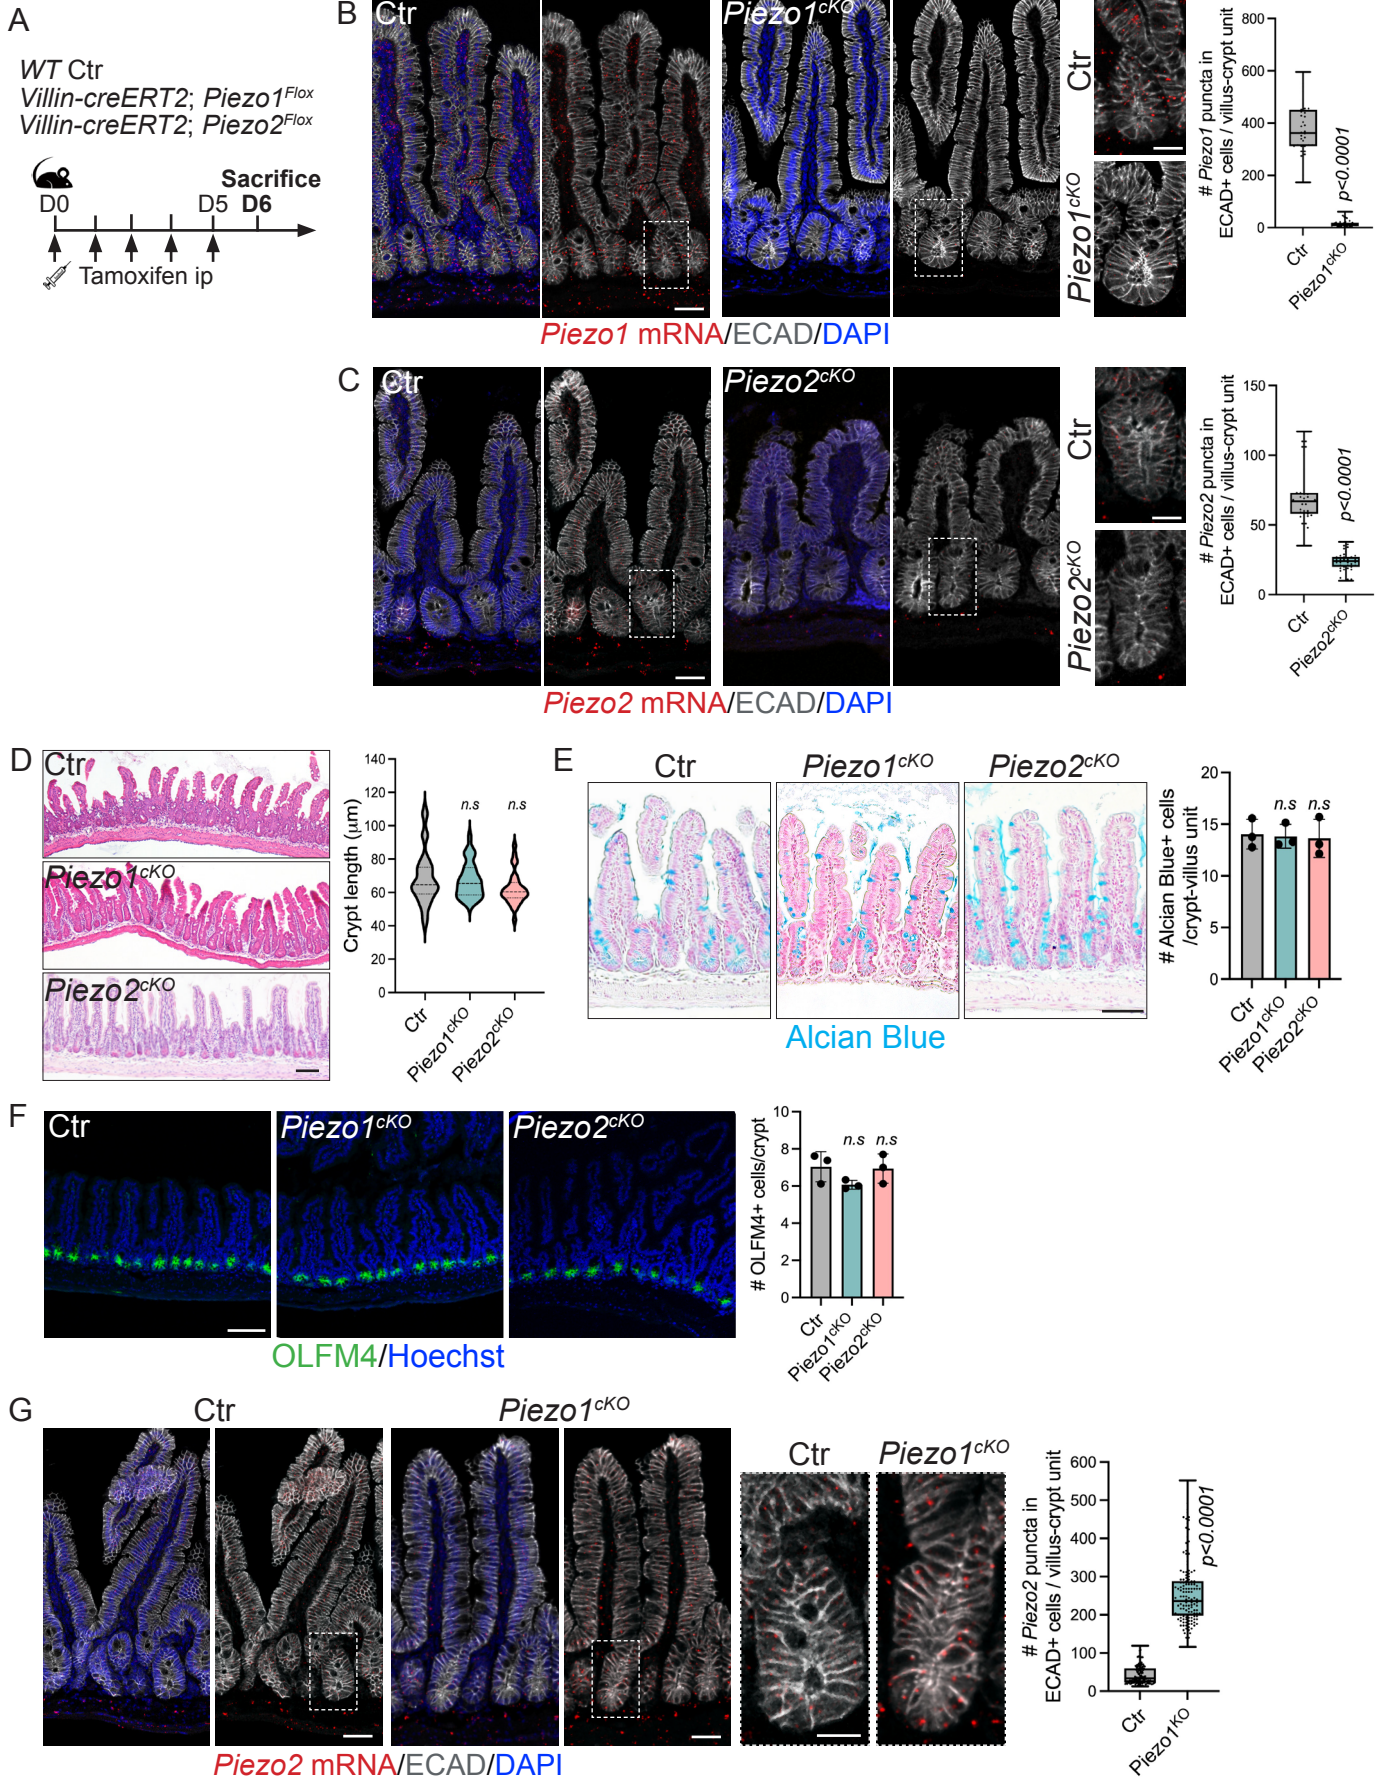 A
WT Ctr
Villin-creERT2; Piezo1Flox
Villin-creERT2; Piezo2Flox
Sacrifice
D0 D5 D6
Tamoxifen ip
B
Ctr
Piezo1cKO
Ctr
Piezo1cKO
Piezo1 mRNA/ECAD/DAPI
# Piezo1 puncta in
ECAD+ cells / villus-crypt unit
800
600
400
200
0
p<0.0001
Ctr
Piezo1cKO
C
Ctr
Piezo2cKO
Ctr
Piezo2cKO
Piezo2 mRNA/ECAD/DAPI
# Piezo2 puncta in
ECAD+ cells / villus-crypt unit
150
100
50
0
p<0.0001
Ctr
Piezo2cKO
D
Ctr
Piezo1cKO
Piezo2cKO
Crypt length (μm)
140
120
100
80
60
40
20
0
n.s
n.s
Ctr
Piezo1cKO
Piezo2cKO
E
Ctr
Piezo1cKO
Piezo2cKO
Alcian Blue
# Alcian Blue+ cells
/crypt-villus unit
20
15
10
5
0
n.s
n.s
Ctr
Piezo1cKO
Piezo2cKO
F
Ctr
Piezo1cKO
Piezo2cKO
OLFM4/Hoechst
# OLFM4+ cells/crypt
10
8
6
4
2
0
n.s
n.s
Ctr
Piezo1cKO
Piezo2cKO
G
Ctr
Piezo1cKO
Ctr
Piezo1cKO
Piezo2 mRNA/ECAD/DAPI
# Piezo2 puncta in
ECAD+ cells / villus-crypt unit
600
500
400
300
200
100
0
p<0.0001
Ctr
Piezo1KO